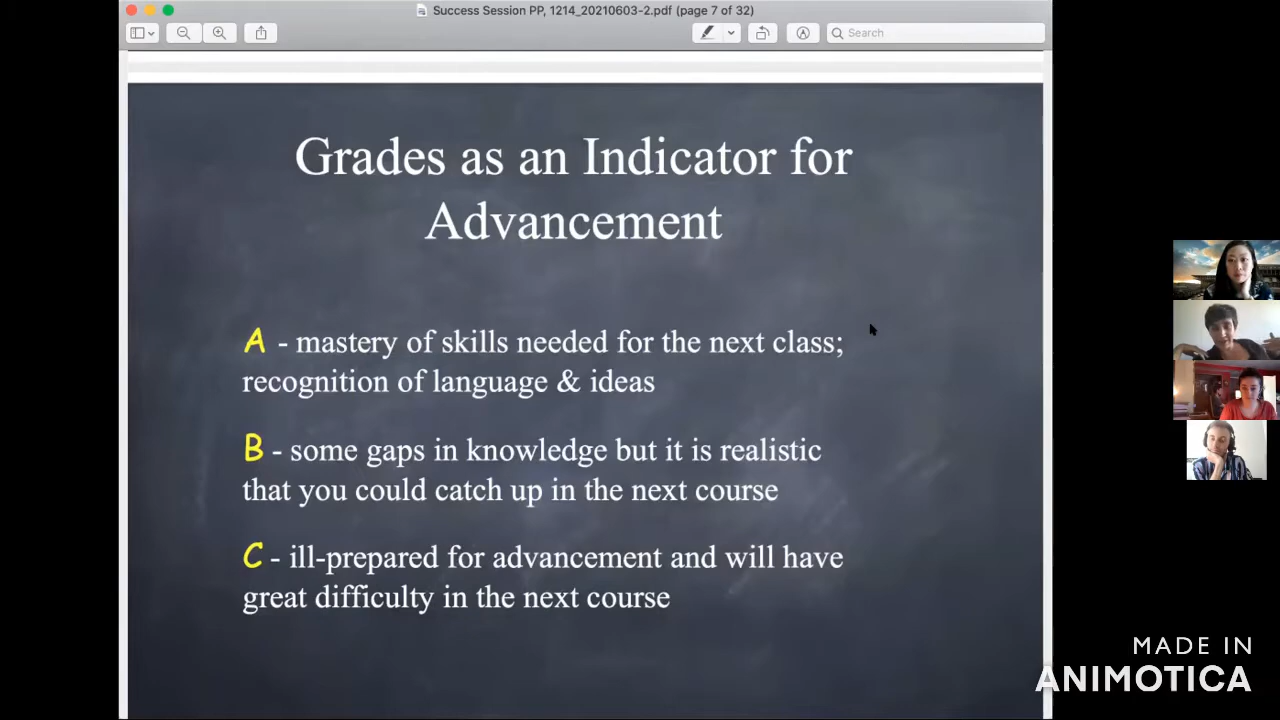 Success Session PP, 1214_20210603-2.pdf (page 7 of 32)
Search
Grades as an Indicator for
Advancement
A - mastery of skills needed for the next class;
recognition of language & ideas
B - some gaps in knowledge but it is realistic
that you could catch up in the next course
C - ill-prepared for advancement and will have
great difficulty in the next course
MADE IN
ANIMOTICA